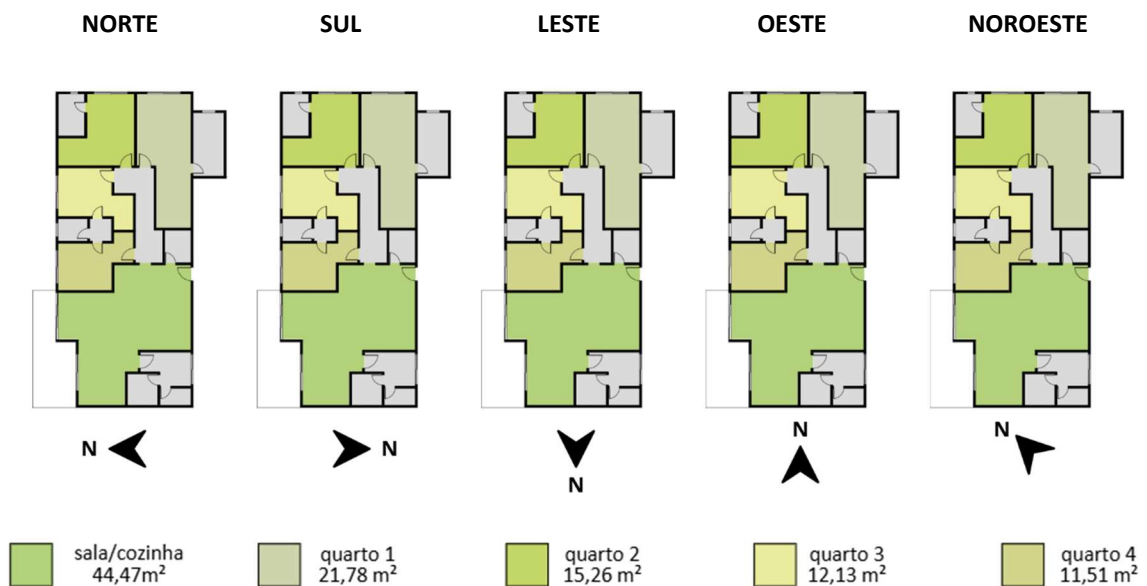 NORTE
SUL
LESTE
OESTE
NOROESTE
N
N
N
N
N
sala/cozinha
44,47m²
quarto 1
21,78 m²
quarto 2
15,26 m²
quarto 3
12,13 m²
quarto 4
11,51 m²